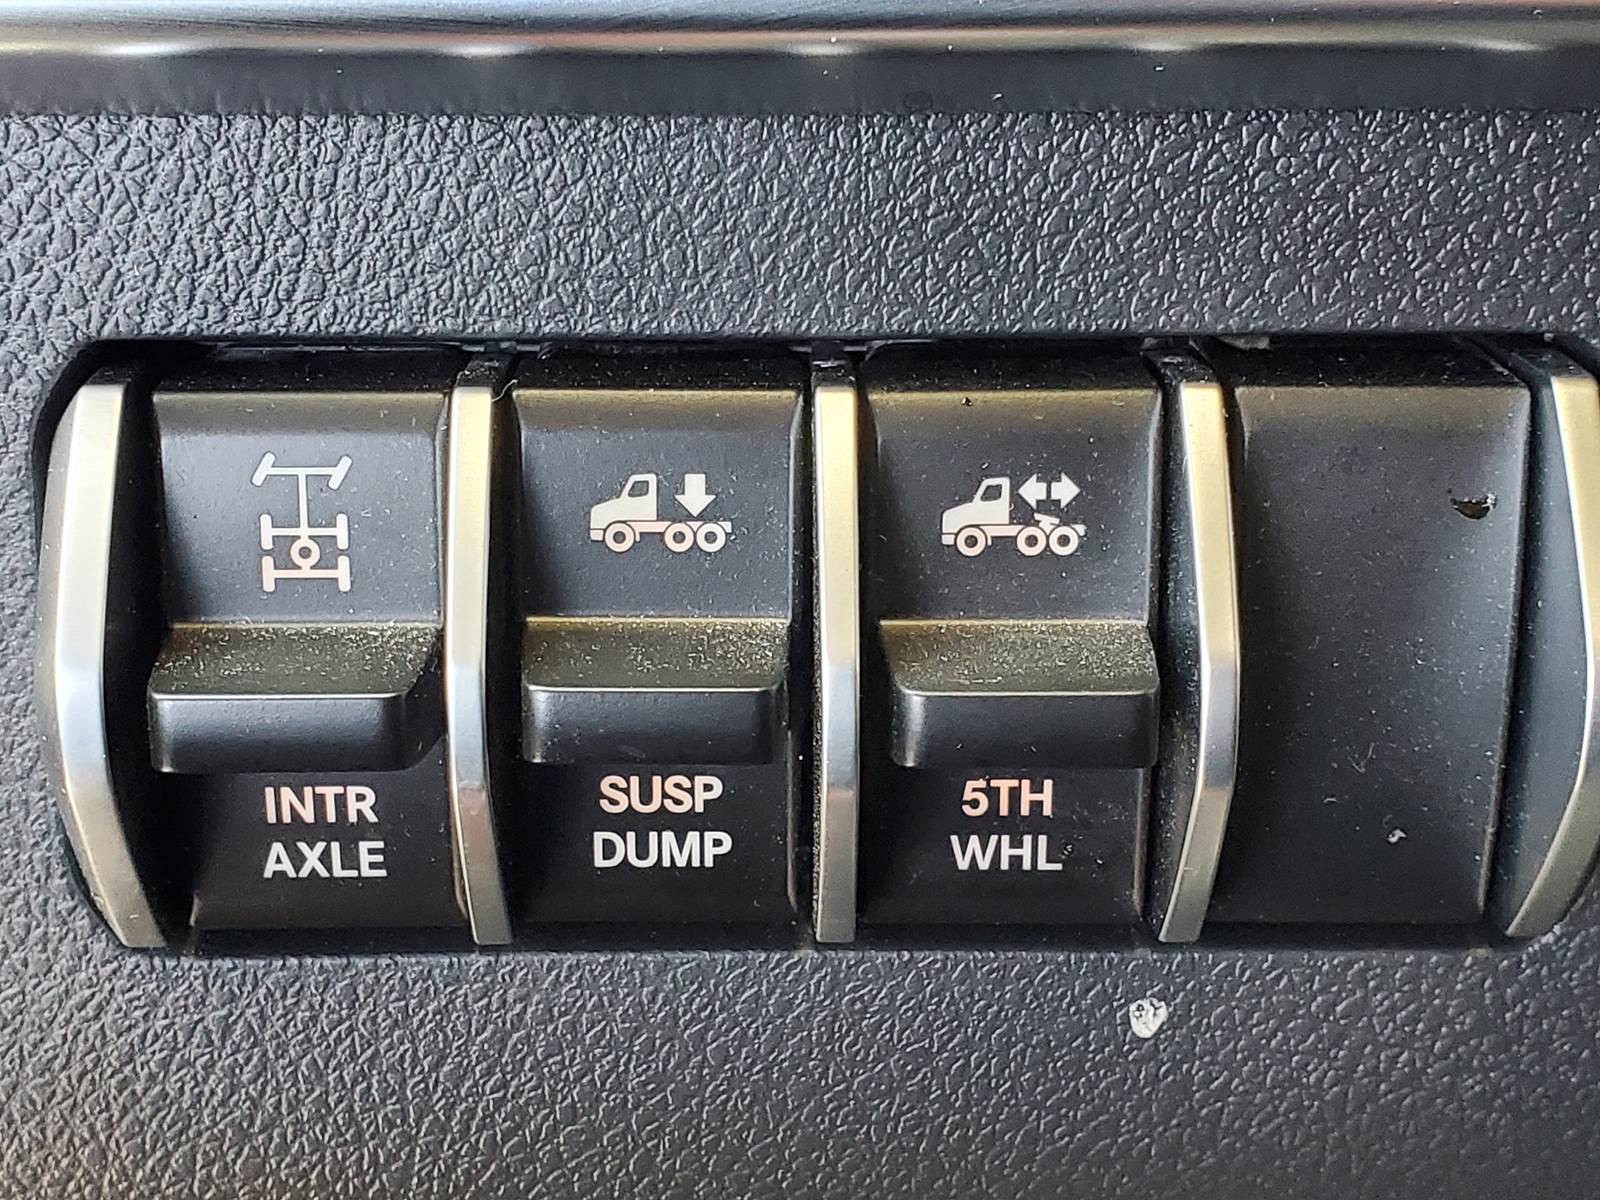 INTR
AXLE
SUSP
DUMP
5TH
WHL